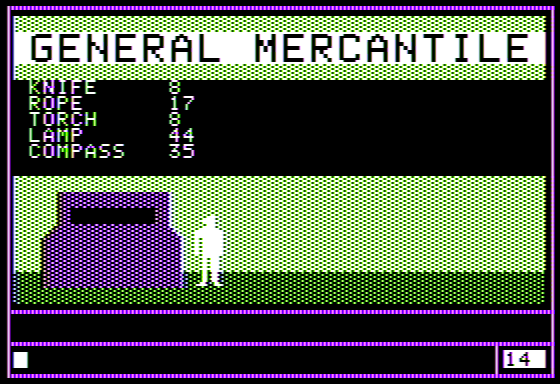 GENERAL MERCANTILE
KNIFE 8
ROPE 17
TORCH 8
LAMP 44
COMPASS 35
14